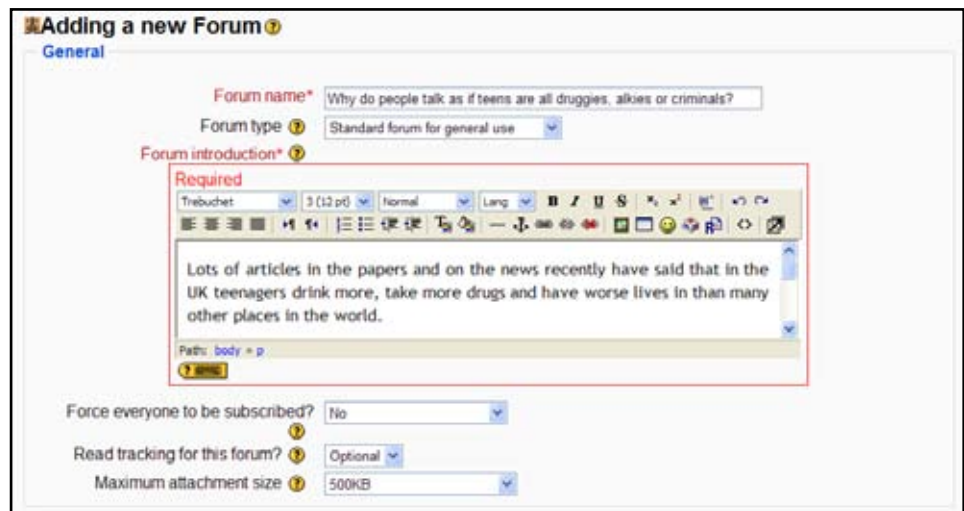 Adding a new Forum
General
Forum name* Why do people talk as if teens are all druggies, alkies or criminals?
Forum type Standard forum for general use
Forum introduction*
Required
Trebuchet 3 (12 pt) Normal Lang B I U S
Lots of articles in the papers and on the news recently have said that in the
UK teenagers drink more, take more drugs and have worse lives in than many
other places in the world.
Path: body » p
Force everyone to be subscribed? No
Read tracking for this forum? Optional
Maximum attachment size 500KB